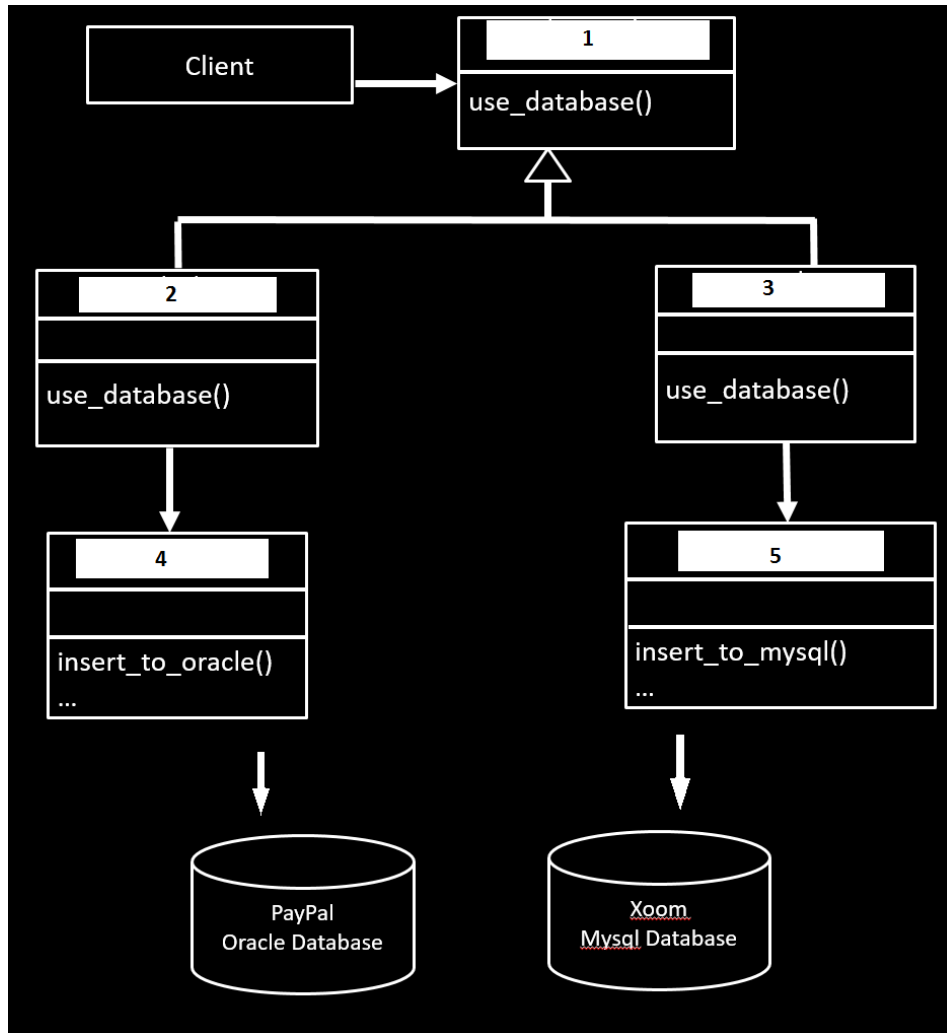 Client
1
use_database()
2
3
use_database()
use_database()
4
5
insert_to_oracle()
...
insert_to_mysql()
...
PayPal
Oracle Database
Xoom
Mysql Database